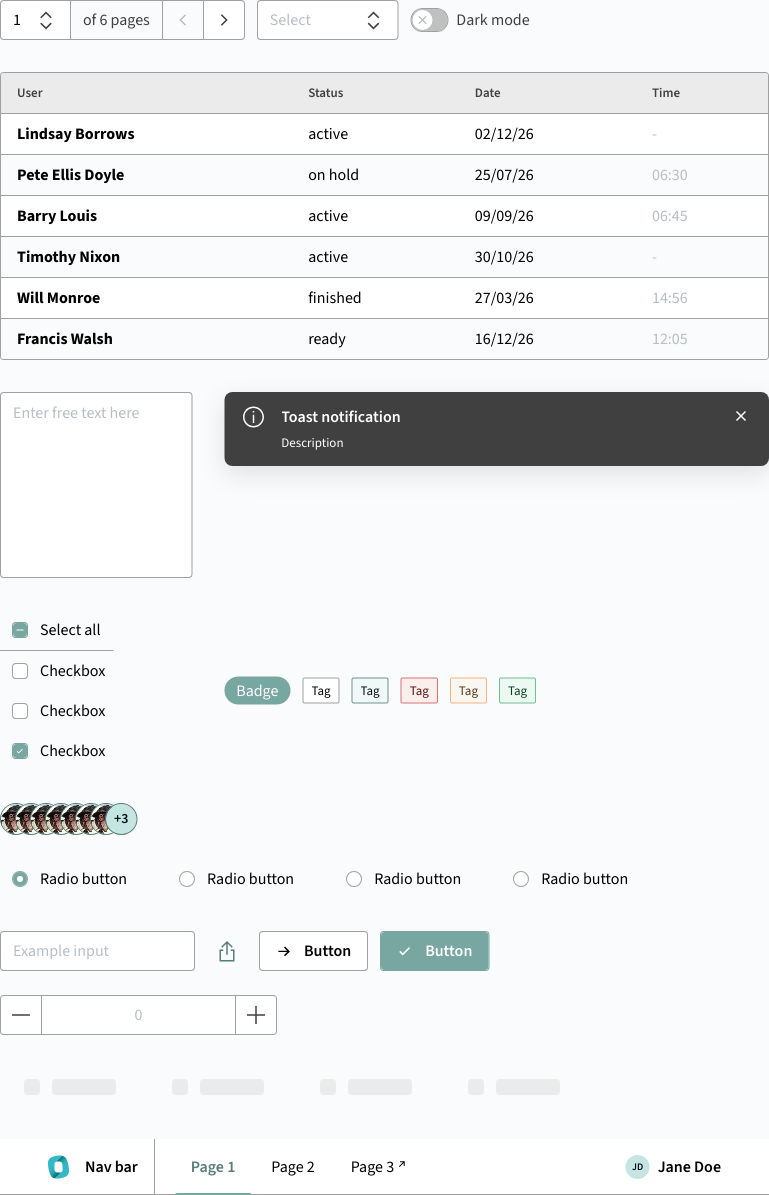 1 of 6 pages Select Dark mode
User Status Date Time
Lindsay Borrows active 02/12/26 -
Pete Ellis Doyle on hold 25/07/26 06:30
Barry Louis active 09/09/26 06:45
Timothy Nixon active 30/10/26 -
Will Monroe finished 27/03/26 14:56
Francis Walsh ready 16/12/26 12:05
Enter free text here
Toast notification
Description
Select all
Checkbox
Badge Tag Tag Tag Tag Tag
Checkbox
Checkbox
+3
Radio button Radio button Radio button Radio button
Example input Button Button
0
Nav bar Page 1 Page 2 Page 3 JD Jane Doe